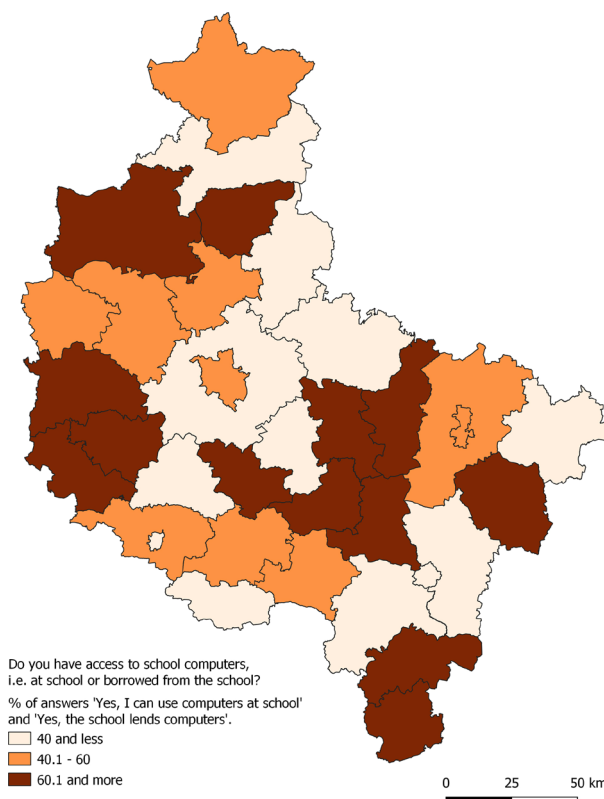 Do you have access to school computers,
i.e. at school or borrowed from the school?
% of answers 'Yes, I can use computers at school'
and 'Yes, the school lends computers'.
40 and less
40.1 - 60
60.1 and more
0 25 50 km